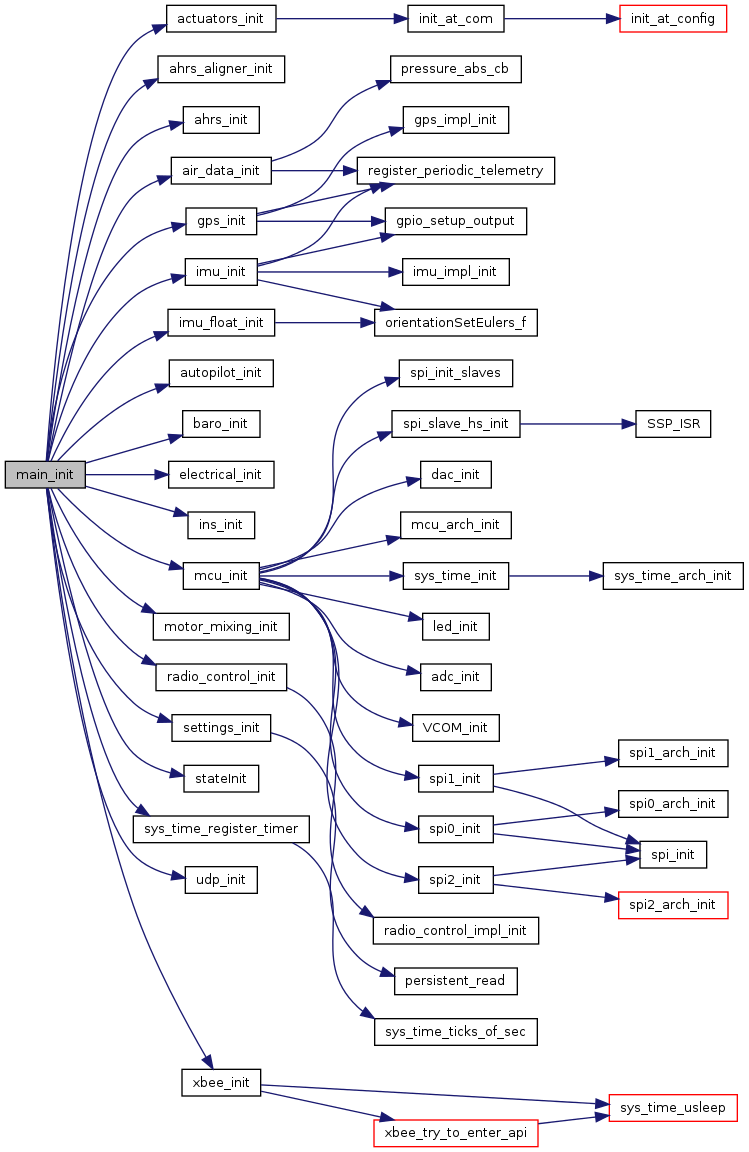 actuators_init
init_at_com
init_at_config
ahrs_aligner_init
pressure_abs_cb
ahrs_init
gps_impl_init
air_data_init
register_periodic_telemetry
gps_init
gpio_setup_output
imu_init
imu_impl_init
imu_float_init
orientationSetEulers_f
autopilot_init
spi_init_slaves
baro_init
spi_slave_hs_init
SSP_ISR
main_init
electrical_init
dac_init
ins_init
mcu_arch_init
mcu_init
sys_time_init
sys_time_arch_init
motor_mixing_init
led_init
radio_control_init
adc_init
settings_init
VCOM_init
spi1_arch_init
stateInit
spi1_init
spi0_arch_init
sys_time_register_timer
spi0_init
spi_init
udp_init
spi2_init
spi2_arch_init
radio_control_impl_init
persistent_read
sys_time_ticks_of_sec
xbee_init
sys_time_usleep
xbee_try_to_enter_api